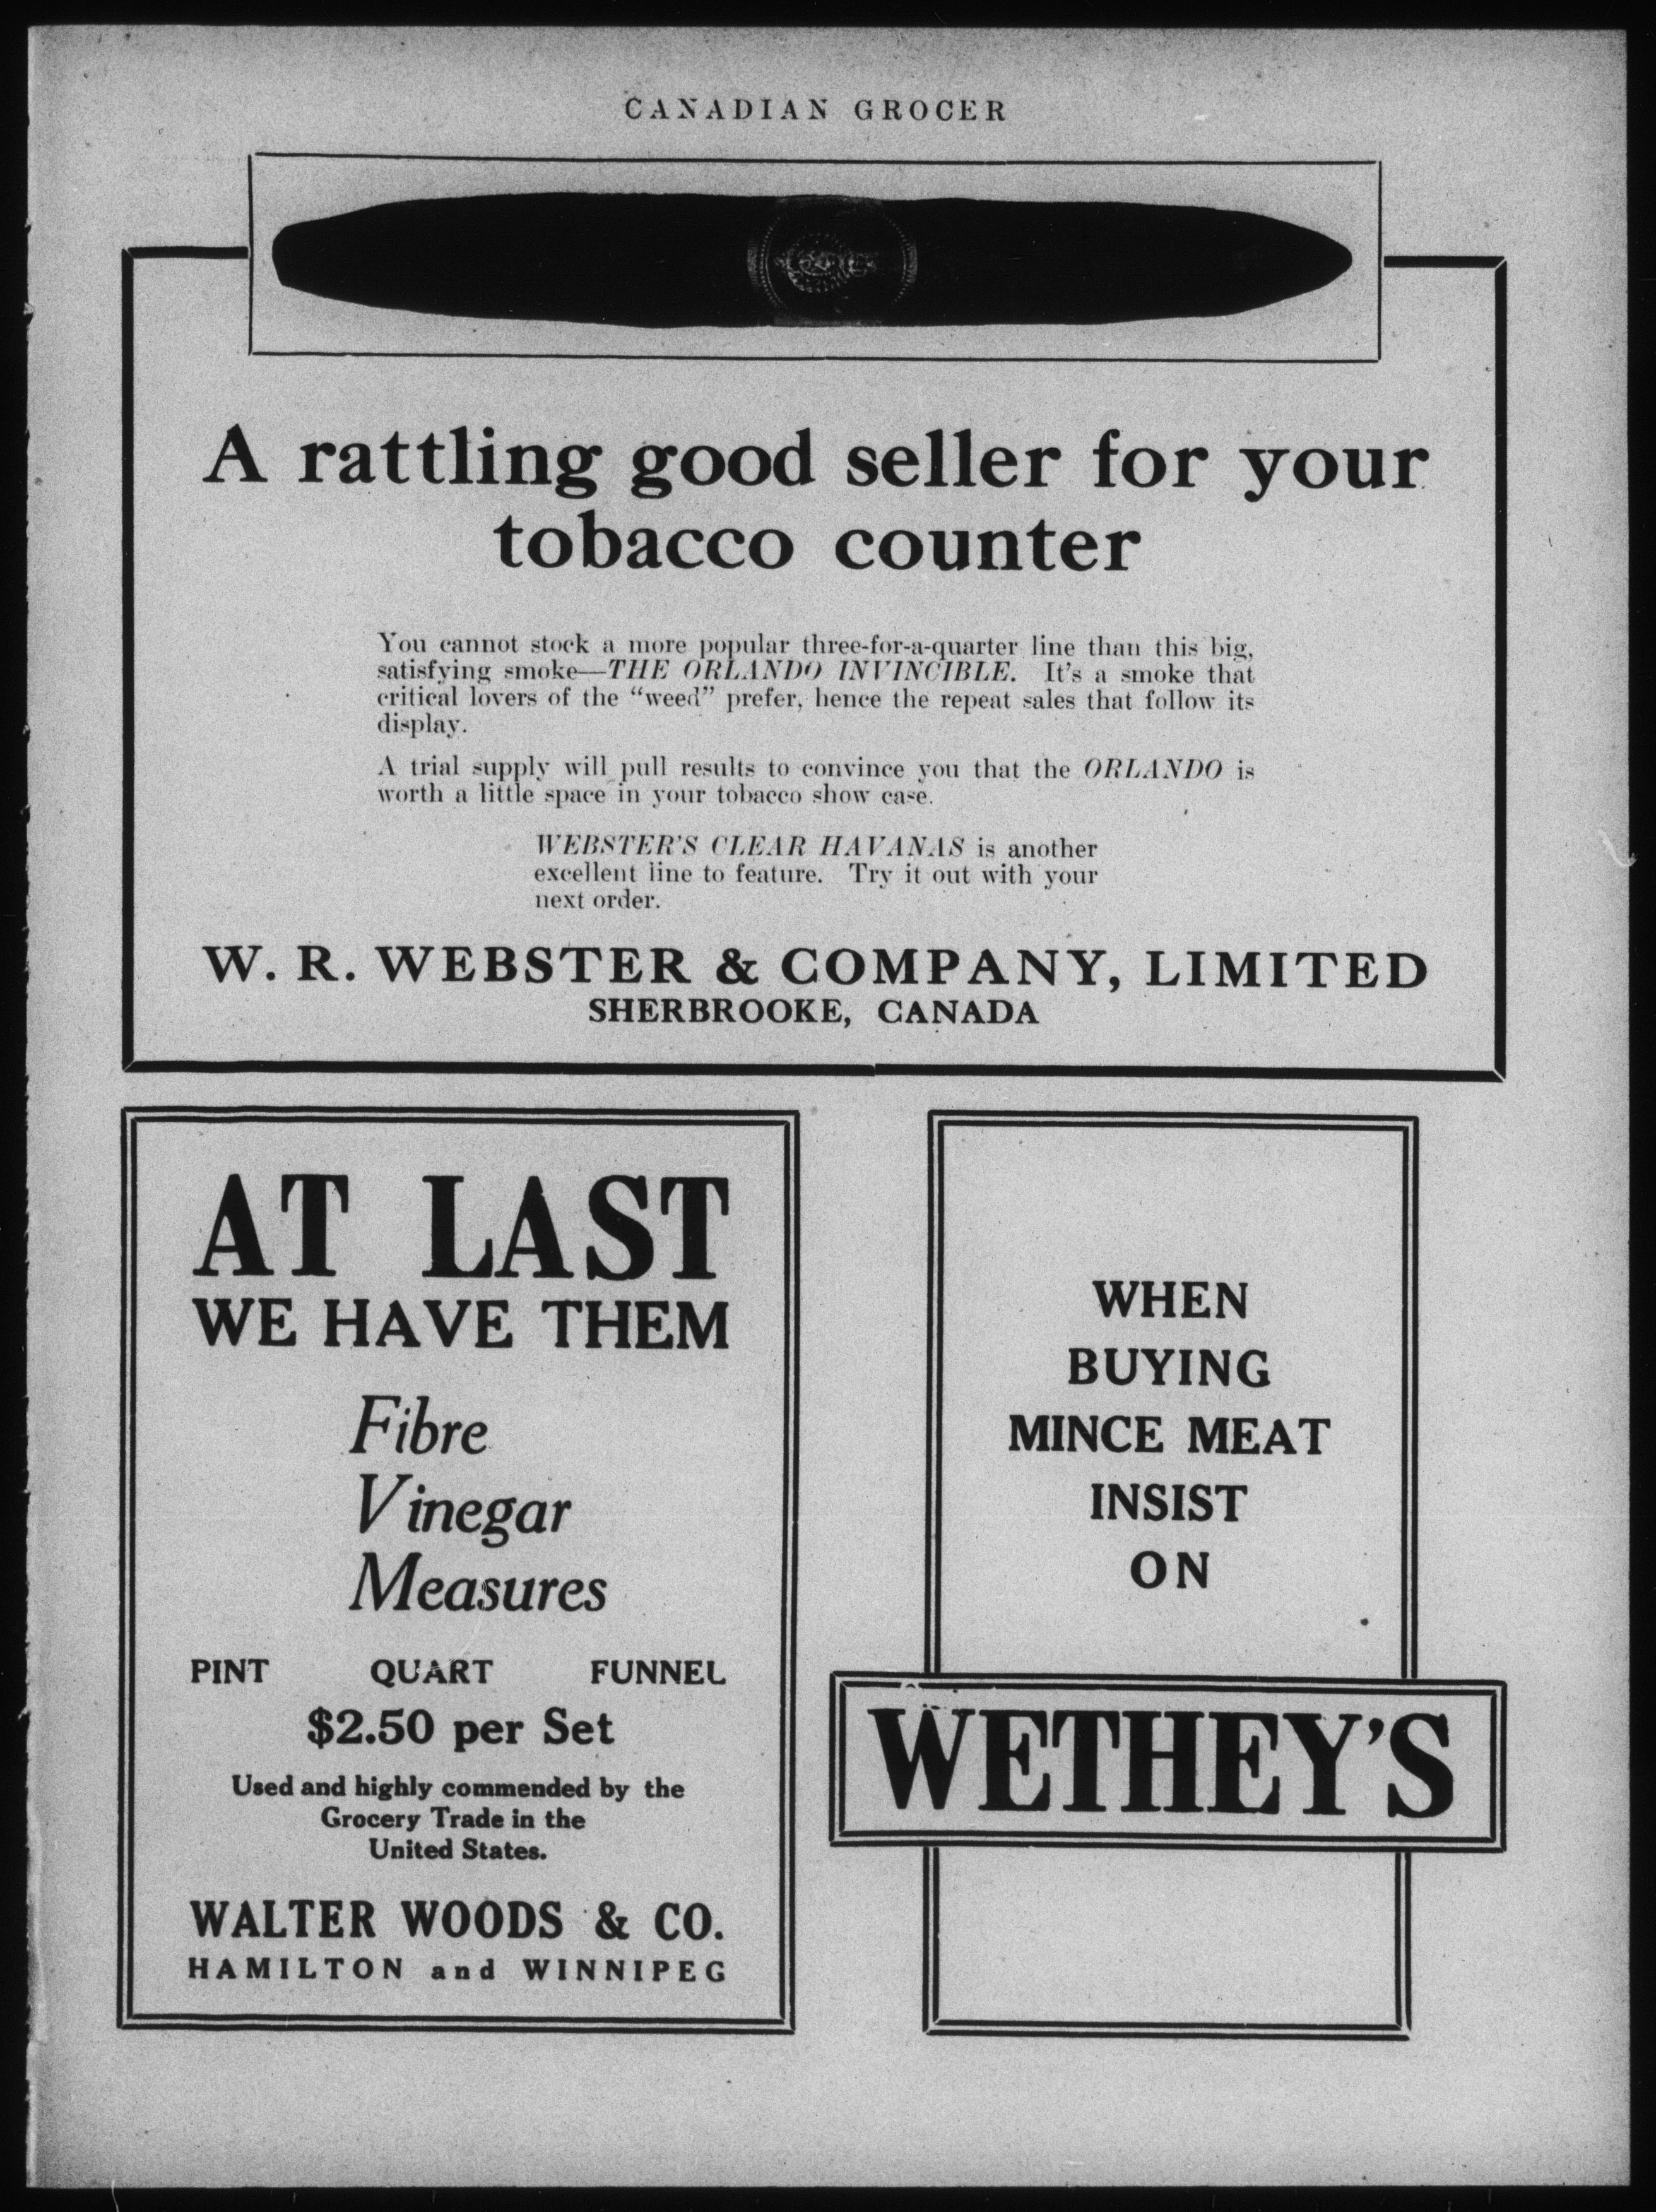 CANADIAN GROCER
A rattling good seller for your
tobacco counter
You cannot stock a more popular three-for-a-quarter line than this big,
satisfying smoke—THE ORLANDO INVINCIBLE. It's a smoke that
critical lovers of the "weed" prefer, hence the repeat sales that follow its
display.
A trial supply will pull results to convince you that the ORLANDO is
worth a little space in your tobacco show case.
WEBSTER'S CLEAR HAVANAS is another
excellent line to feature. Try it out with your
next order.
W. R. WEBSTER & COMPANY, LIMITED
SHERBROOKE, CANADA
AT LAST
WE HAVE THEM
Fibre
Vinegar
Measures
PINT QUART FUNNEL
$2.50 per Set
Used and highly commended by the
Grocery Trade in the
United States.
WALTER WOODS & CO.
HAMILTON and WINNIPEG
WHEN
BUYING
MINCE MEAT
INSIST
ON
WETHEY'S